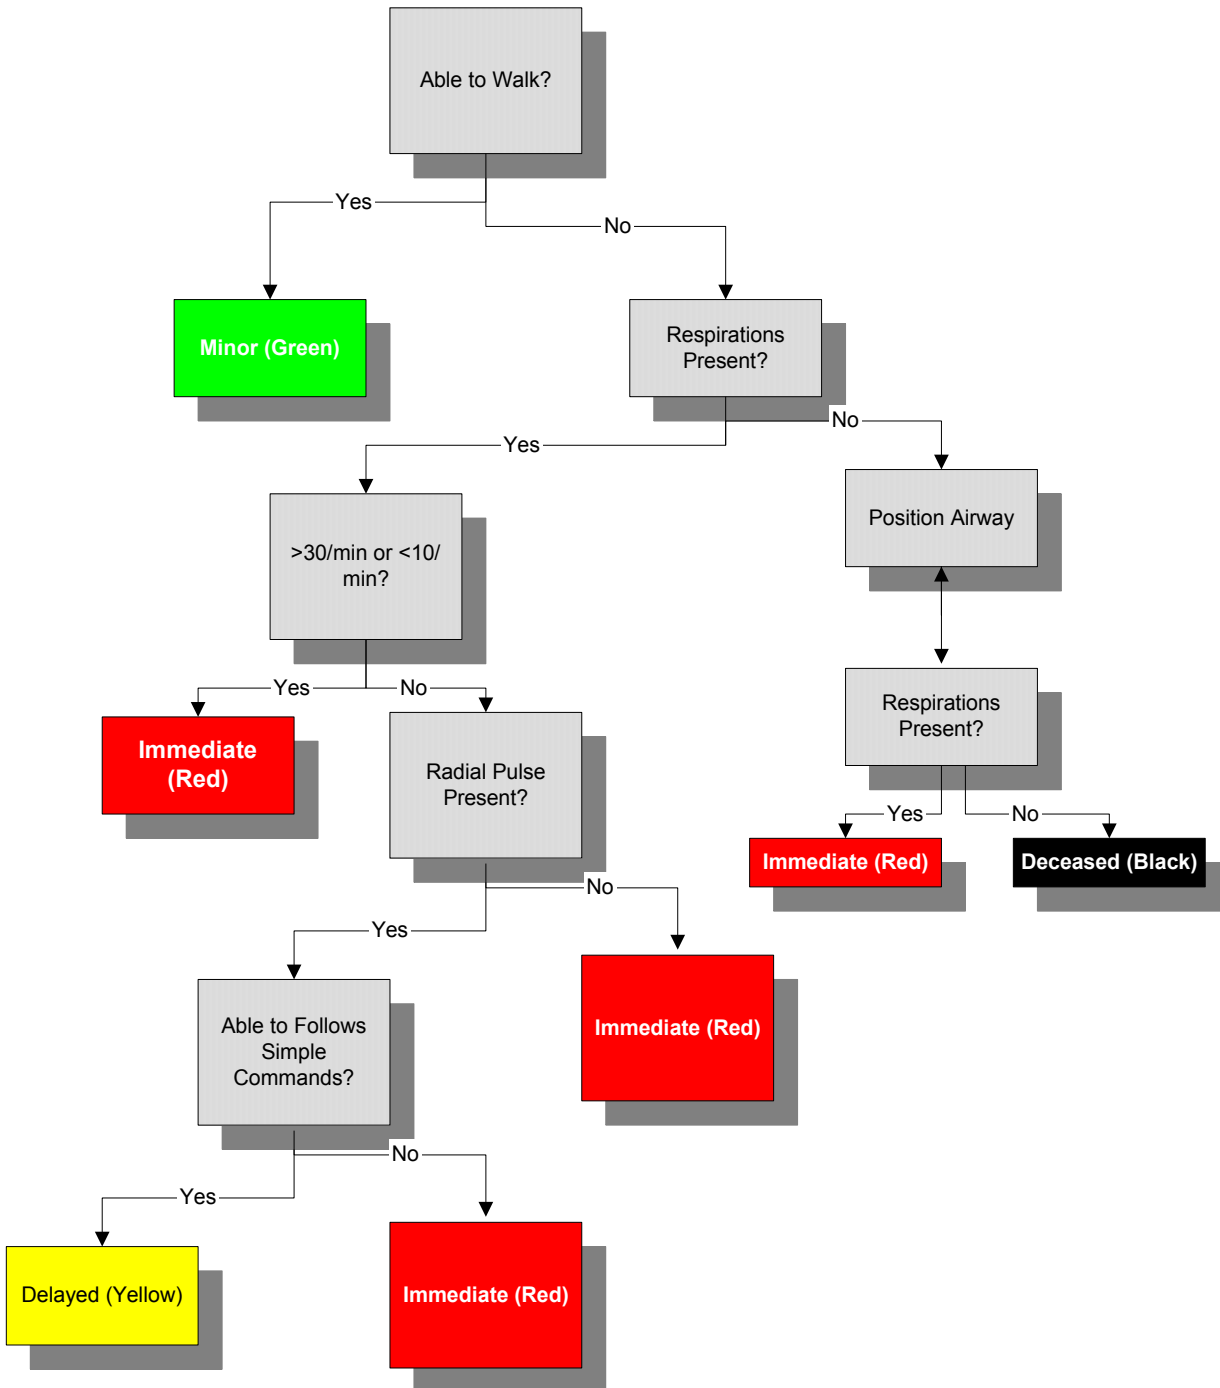 Able to Walk?
Yes
No
Minor (Green)
Respirations
Present?
No
Yes
>30/min or <10/
min?
Position Airway
Yes
No
Immediate
(Red)
Radial Pulse
Present?
Respirations
Present?
Yes
No
Immediate (Red)
Deceased (Black)
No
Yes
Able to Follows
Simple
Commands?
Immediate (Red)
No
Yes
Delayed (Yellow)
Immediate (Red)